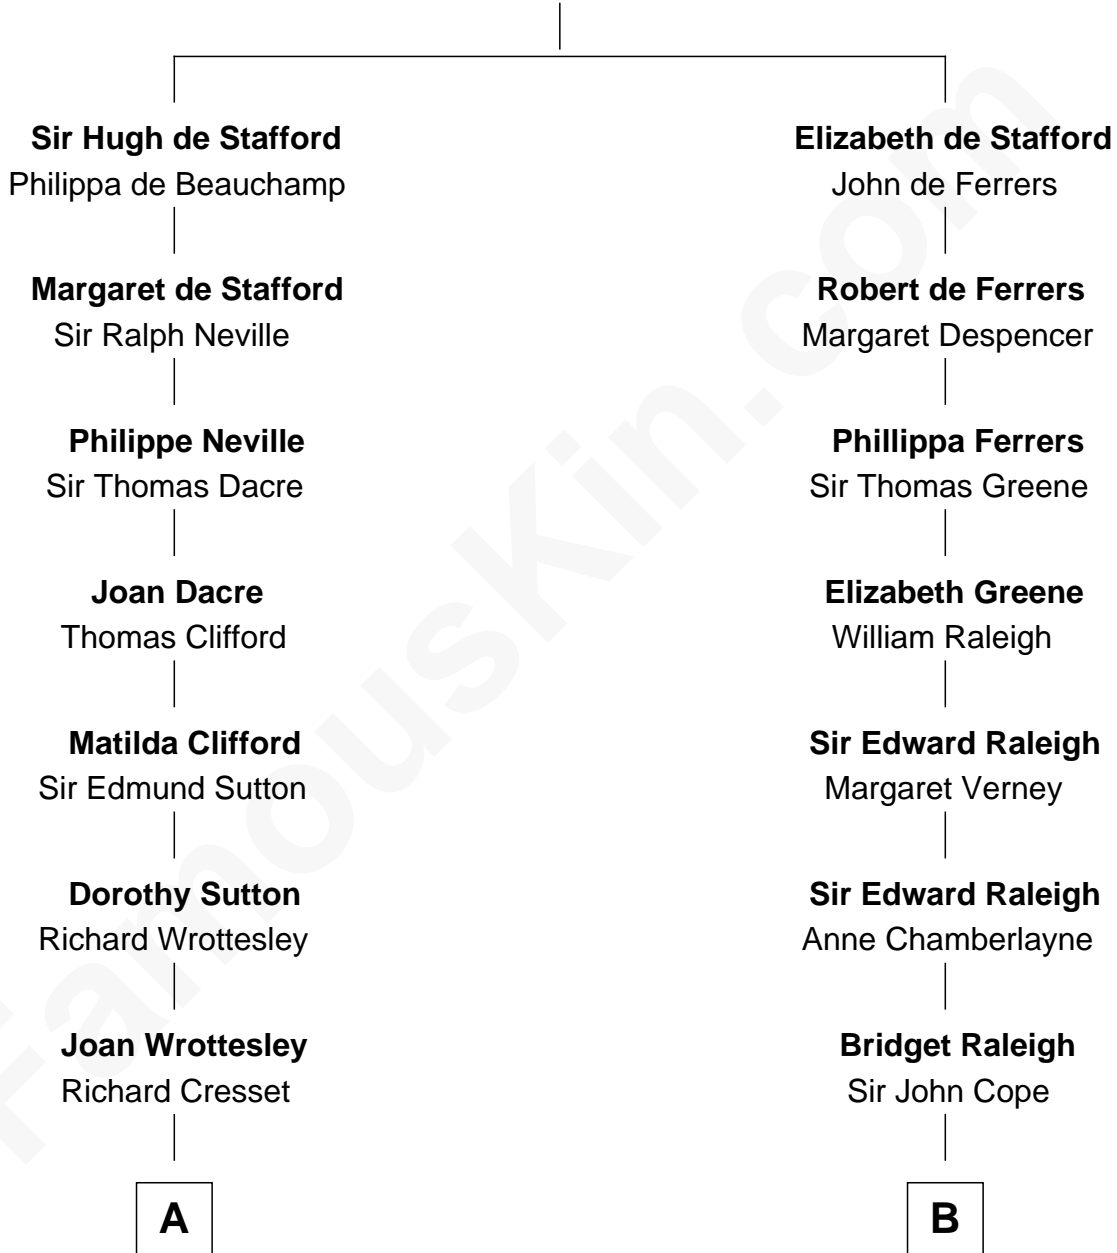 Sir Hugh de Stafford
Philippa de Beauchamp
Margaret de Stafford
Sir Ralph Neville
Philippe Neville
Sir Thomas Dacre
Joan Dacre
Thomas Clifford
Matilda Clifford
Sir Edmund Sutton
Dorothy Sutton
Richard Wrottesley
Joan Wrottesley
Richard Cresset
A
Elizabeth de Stafford
John de Ferrers
Robert de Ferrers
Margaret Despencer
Phillippa Ferrers
Sir Thomas Greene
Elizabeth Greene
William Raleigh
Sir Edward Raleigh
Margaret Verney
Sir Edward Raleigh
Anne Chamberlayne
Bridget Raleigh
Sir John Cope
B
FamousKin.com